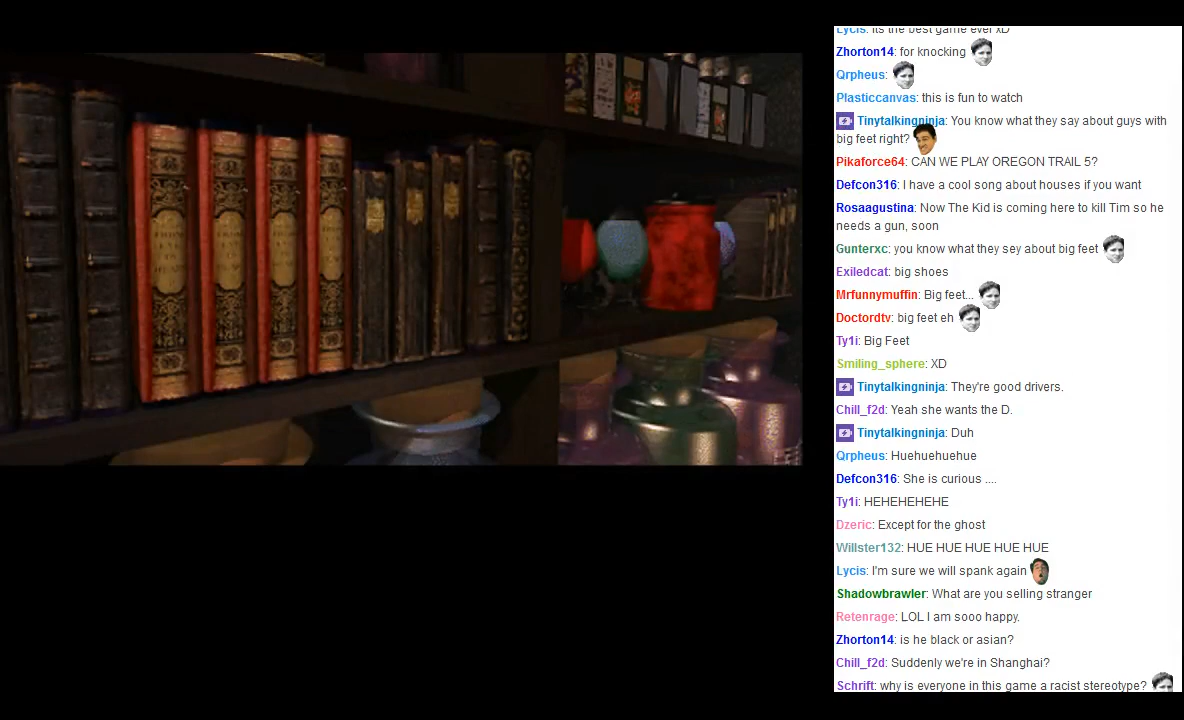 Lycis: its the best game ever xD
Zhorton14: for knocking
Qrpheus:
Plasticcanvas: this is fun to watch
Tinytalkingninja: You know what they say about guys with
big feet right?
Pikaforce64: CAN WE PLAY OREGON TRAIL 5?
Defcon316: I have a cool song about houses if you want
Rosaagustina: Now The Kid is coming here to kill Tim so he
needs a gun, soon
Gunterxc: you know what they sey about big feet
Exiledcat: big shoes
Mrfunnymuffin: Big feet...
Doctordtv: big feet eh
Ty1i: Big Feet
Smiling_sphere: XD
Tinytalkingninja: They're good drivers.
Chill_f2d: Yeah she wants the D.
Tinytalkingninja: Duh
Qrpheus: Huehuehuehue
Defcon316: She is curious ....
Ty1i: HEHEHEHEHE
Dzeric: Except for the ghost
Willster132: HUE HUE HUE HUE HUE
Lycis: I'm sure we will spank again
Shadowbrawler: What are you selling stranger
Retenrage: LOL I am sooo happy.
Zhorton14: is he black or asian?
Chill_f2d: Suddenly we're in Shanghai?
Schrift: why is everyone in this game a racist stereotype?